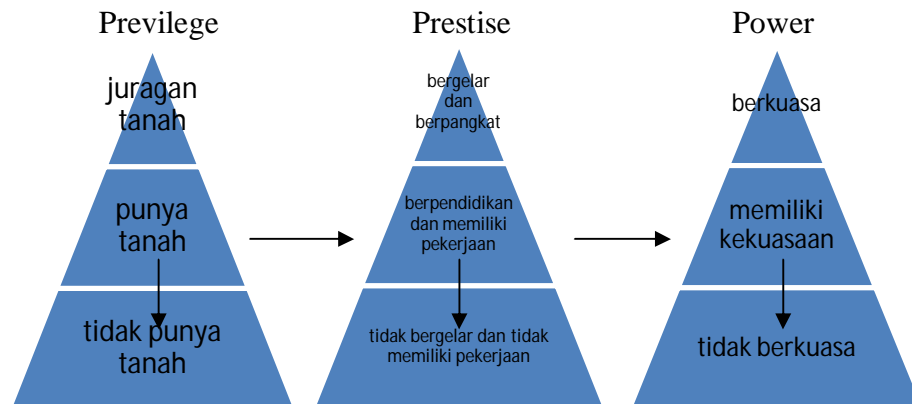 Previlege
juragan
tanah
punya
tanah
tidak punya
tanah
Prestise
bergelar
dan
berpangkat
berpendidikan
dan memiliki
pekerjaan
tidak bergelar dan tidak
memiliki pekerjaan
Power
berkuasa
memiliki
kekuasaan
tidak berkuasa